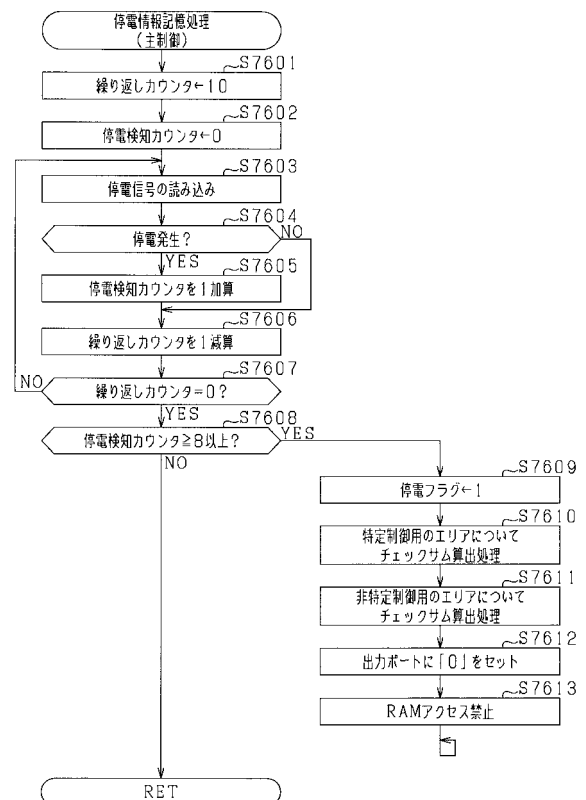 停電情報記憶処理
(主制御)
S7601
繰り返しカウンタ←10
S7602
停電検知カウンタ←0
S7603
停電信号の読み込み
S7604
停電発生?
NO
YES
S7605
停電検知カウンタを1加算
S7606
繰り返しカウンタを1減算
S7607
NO
繰り返しカウンタ=0?
YES
S7608
停電検知カウンタ≧8以上?
YES
NO
S7609
停電フラグ←1
S7610
特定制御用のエリアについて
チェックサム算出処理
S7611
非特定制御用のエリアについて
チェックサム算出処理
S7612
出力ポートに「0」をセット
S7613
RAMアクセス禁止
RET